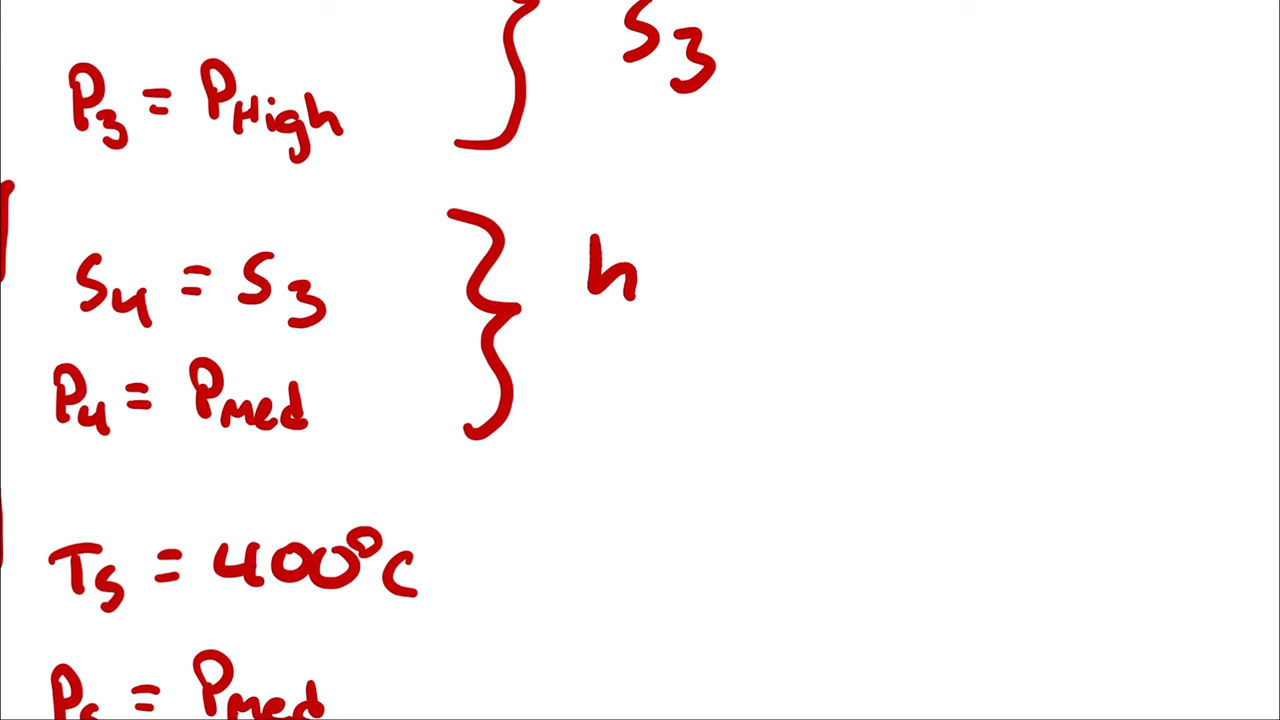 S3
P3 = PHigh
S4 = S3
h
P4 = PMed
T5 = 400°C
P5 = PMed